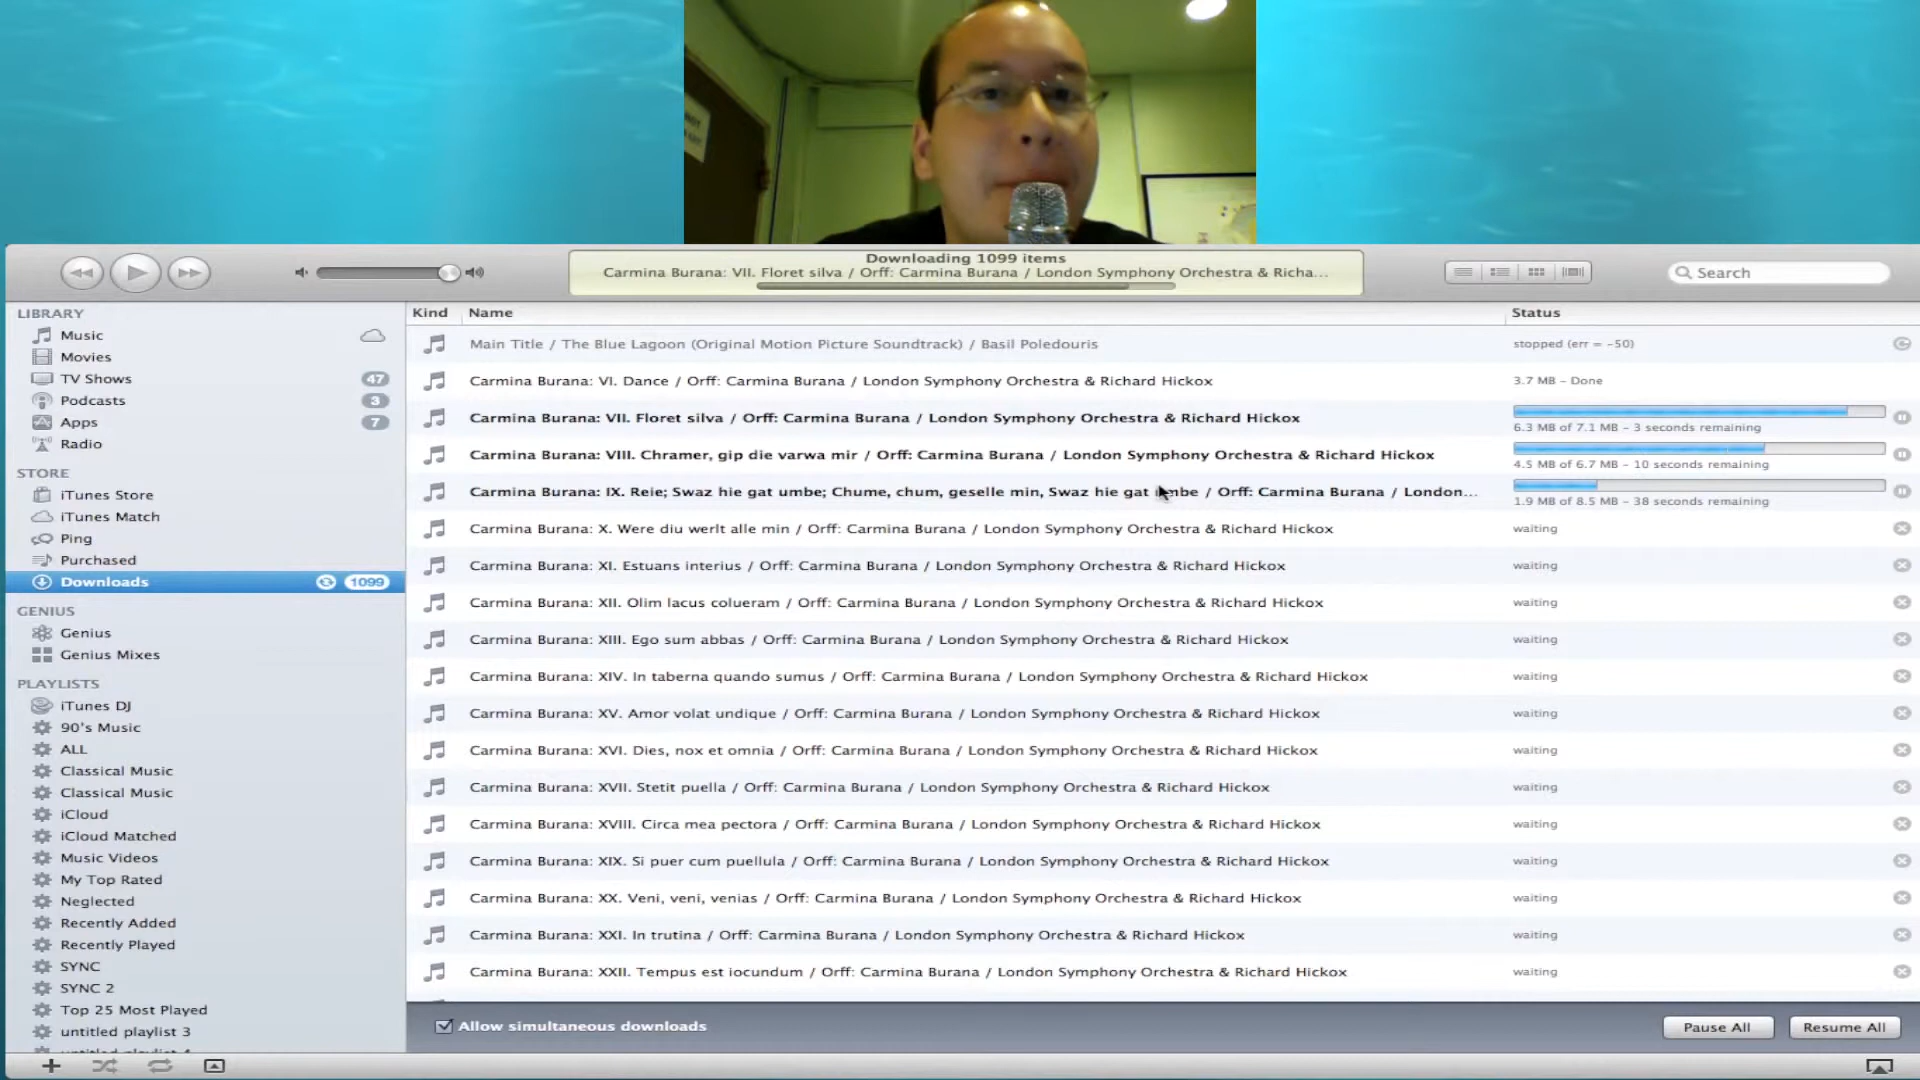 Downloading 1099 items
Carmina Burana: VII. Floret silva / Orff: Carmina Burana / London Symphony Orchestra & Richa...
Search
LIBRARY
Music
Movies
TV Shows 47
Podcasts 3
Apps 7
Radio
STORE
iTunes Store
iTunes Match
Ping
Purchased
Downloads 1099
GENIUS
Genius
Genius Mixes
PLAYLISTS
iTunes DJ
90's Music
ALL
Classical Music
Classical Music
iCloud
iCloud Matched
Music Videos
My Top Rated
Neglected
Recently Added
Recently Played
SYNC
SYNC 2
Top 25 Most Played
untitled playlist 3
Kind Name Status
Main Title / The Blue Lagoon (Original Motion Picture Soundtrack) / Basil Poledouris stopped (err = -50)
Carmina Burana: VI. Dance / Orff: Carmina Burana / London Symphony Orchestra & Richard Hickox 3.7 MB - Done
Carmina Burana: VII. Floret silva / Orff: Carmina Burana / London Symphony Orchestra & Richard Hickox
6.3 MB of 7.1 MB - 3 seconds remaining
Carmina Burana: VIII. Chramer, gip die varwa mir / Orff: Carmina Burana / London Symphony Orchestra & Richard Hickox
4.5 MB of 6.7 MB - 10 seconds remaining
Carmina Burana: IX. Reie; Swaz hie gat umbe; Chume, chum, geselle min, Swaz hie gat umbe / Orff: Carmina Burana / London...
1.9 MB of 8.5 MB - 38 seconds remaining
Carmina Burana: X. Were diu werlt alle min / Orff: Carmina Burana / London Symphony Orchestra & Richard Hickox waiting
Carmina Burana: XI. Estuans interius / Orff: Carmina Burana / London Symphony Orchestra & Richard Hickox waiting
Carmina Burana: XII. Olim lacus colueram / Orff: Carmina Burana / London Symphony Orchestra & Richard Hickox waiting
Carmina Burana: XIII. Ego sum abbas / Orff: Carmina Burana / London Symphony Orchestra & Richard Hickox waiting
Carmina Burana: XIV. In taberna quando sumus / Orff: Carmina Burana / London Symphony Orchestra & Richard Hickox waiting
Carmina Burana: XV. Amor volat undique / Orff: Carmina Burana / London Symphony Orchestra & Richard Hickox waiting
Carmina Burana: XVI. Dies, nox et omnia / Orff: Carmina Burana / London Symphony Orchestra & Richard Hickox waiting
Carmina Burana: XVII. Stetit puella / Orff: Carmina Burana / London Symphony Orchestra & Richard Hickox waiting
Carmina Burana: XVIII. Circa mea pectora / Orff: Carmina Burana / London Symphony Orchestra & Richard Hickox waiting
Carmina Burana: XIX. Si puer cum puellula / Orff: Carmina Burana / London Symphony Orchestra & Richard Hickox waiting
Carmina Burana: XX. Veni, veni, venias / Orff: Carmina Burana / London Symphony Orchestra & Richard Hickox waiting
Carmina Burana: XXI. In trutina / Orff: Carmina Burana / London Symphony Orchestra & Richard Hickox waiting
Carmina Burana: XXII. Tempus est iocundum / Orff: Carmina Burana / London Symphony Orchestra & Richard Hickox waiting
Allow simultaneous downloads
Pause All Resume All